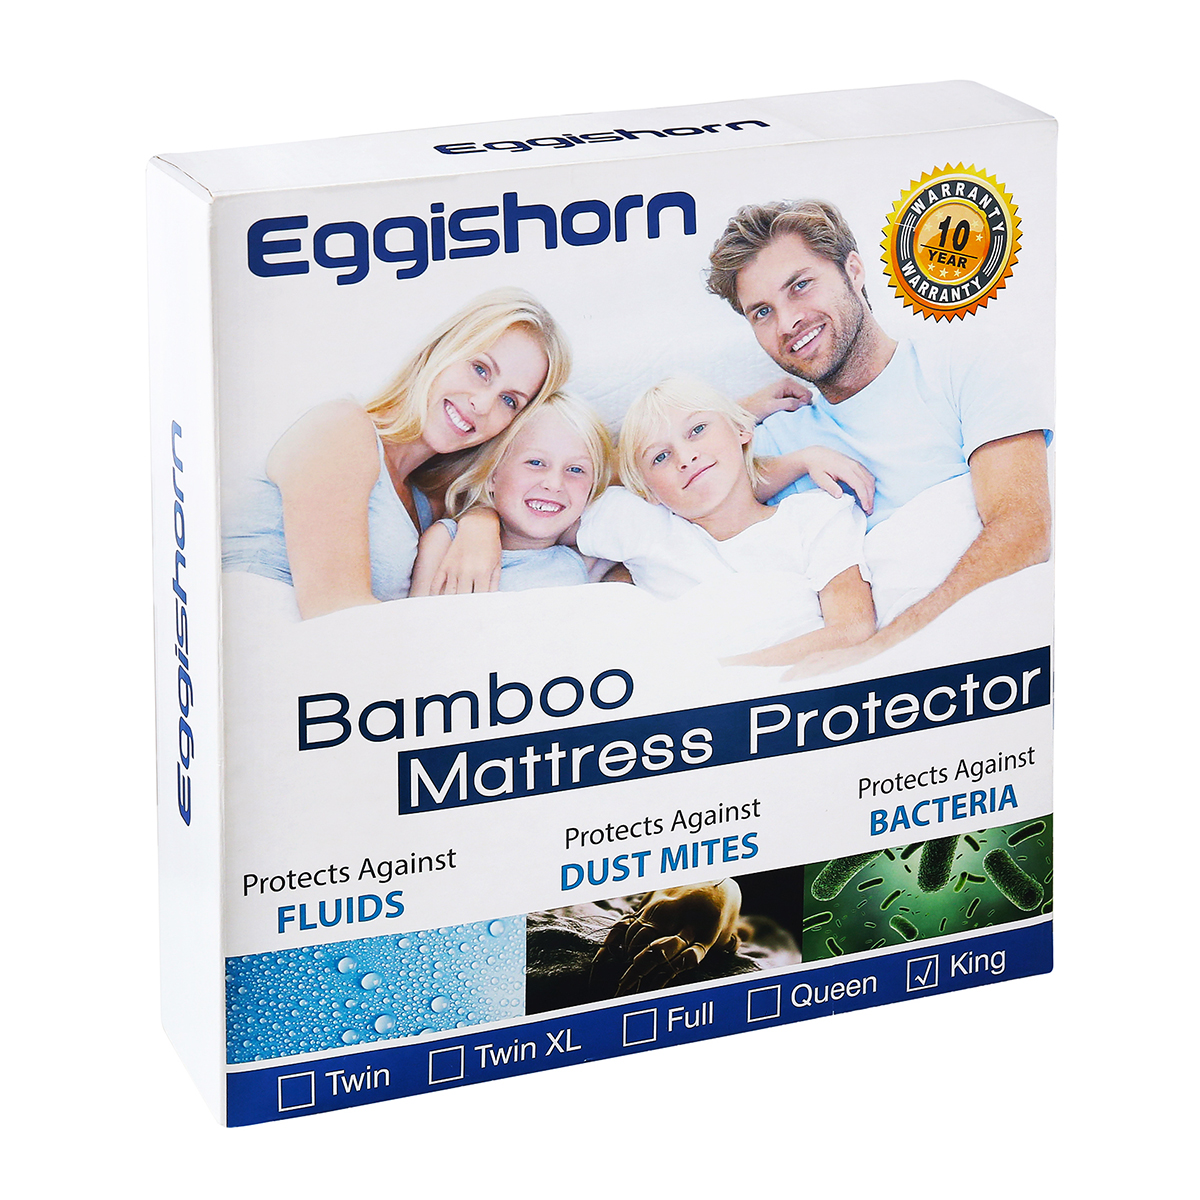 Eggishorn
Eggishorn
Eggishorn
WARRANTY
10
YEAR
WARRANTY
Bamboo
Mattress Protector
Protects Against
FLUIDS
Protects Against
DUST MITES
Protects Against
BACTERIA
Twin
Twin XL
Full
Queen
King